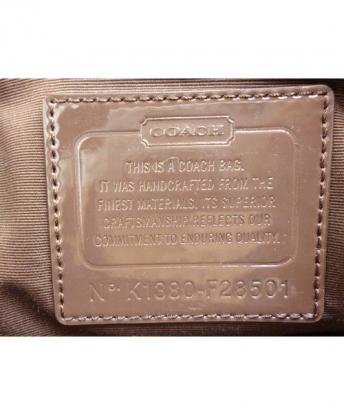 COACH
THIS IS A COACH BAG.
IT WAS HANDCRAFTED FROM THE
FINEST MATERIALS. ITS SUPERIOR
CRAFTSMANSHIP REFLECTS OUR
COMMITMENT TO ENDURING QUALITY.
Nº. K1380-F28501